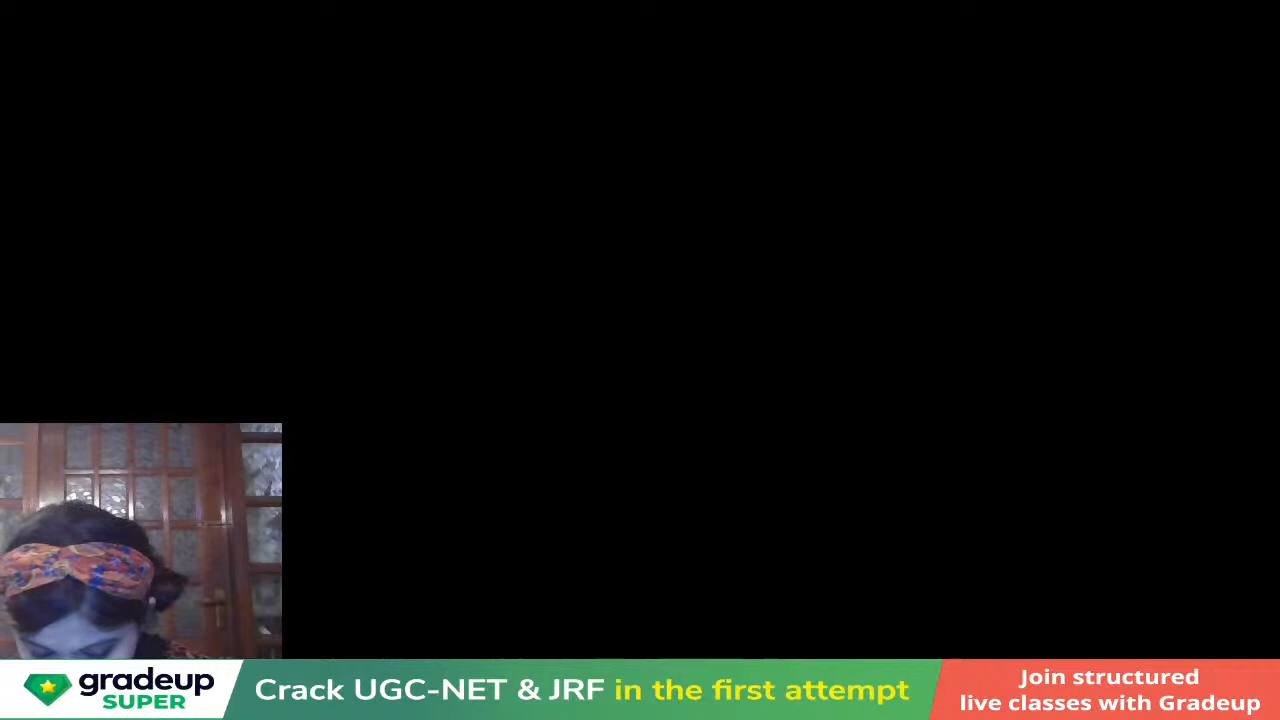 gradeup
SUPER
Crack UGC-NET & JRF in the first attempt
Join structured
live classes with Gradeup